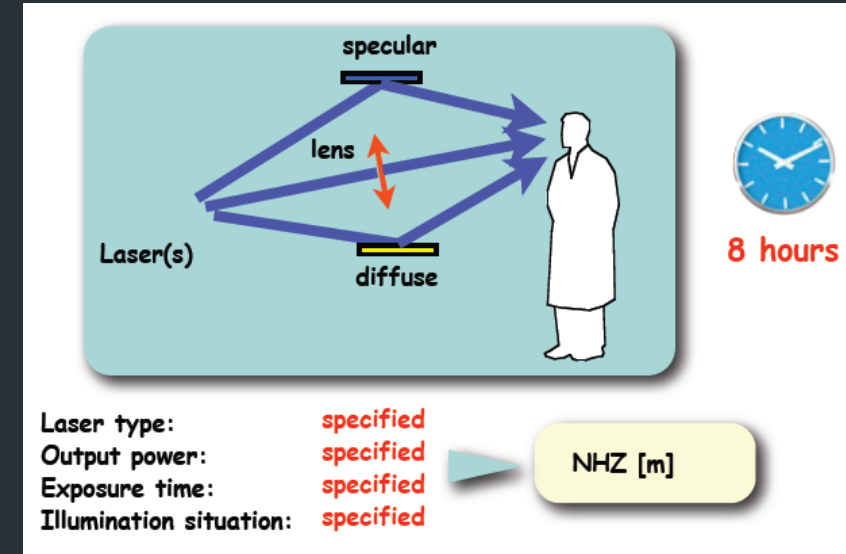 specular
lens
Laser(s)
diffuse
8 hours
Laser type: specified
Output power: specified
Exposure time: specified
Illumination situation: specified
NHZ [m]